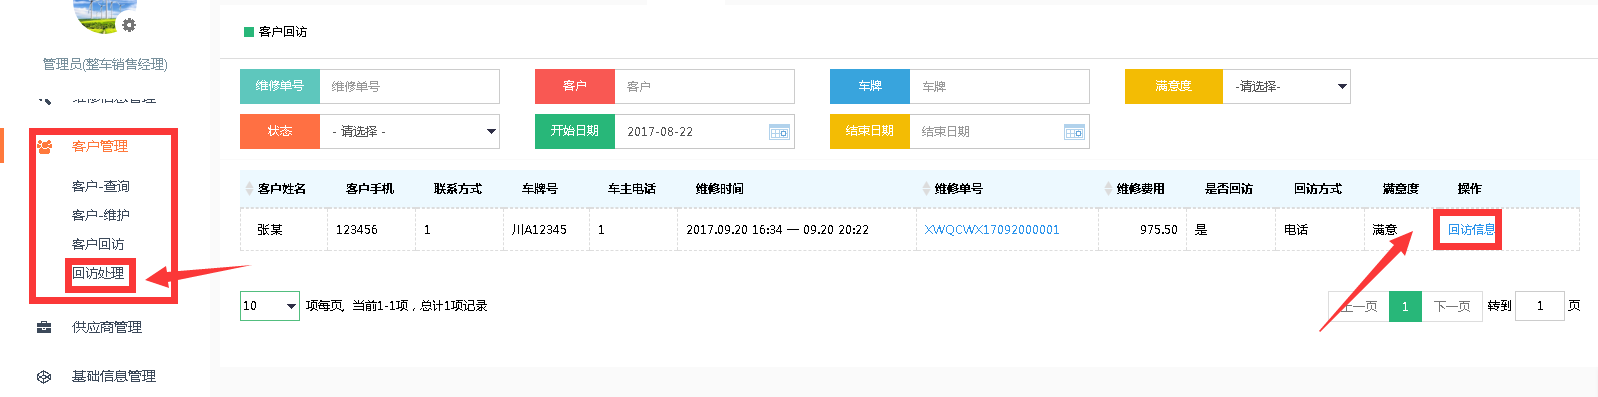 管理员(整车销售经理)
维修信息管理
客户管理
客户-查询
客户-维护
客户回访
回访处理
供应商管理
基础信息管理
客户回访
维修单号 维修单号 客户 客户 车牌 车牌 满意度 -请选择-
状态 - 请选择 - 开始日期 2017-08-22 结束日期 结束日期
客户姓名 客户手机 联系方式 车牌号 车主电话 维修时间 维修单号 维修费用 是否回访 回访方式 满意度 操作
张某 123456 1 川A12345 1 2017.09.20 16:34 — 09.20 20:22 XWQCWX17092000001 975.50 是 电话 满意 回访信息
10 项每页, 当前1-1项，总计1项记录 上一页 1 下一页 转到 1 页